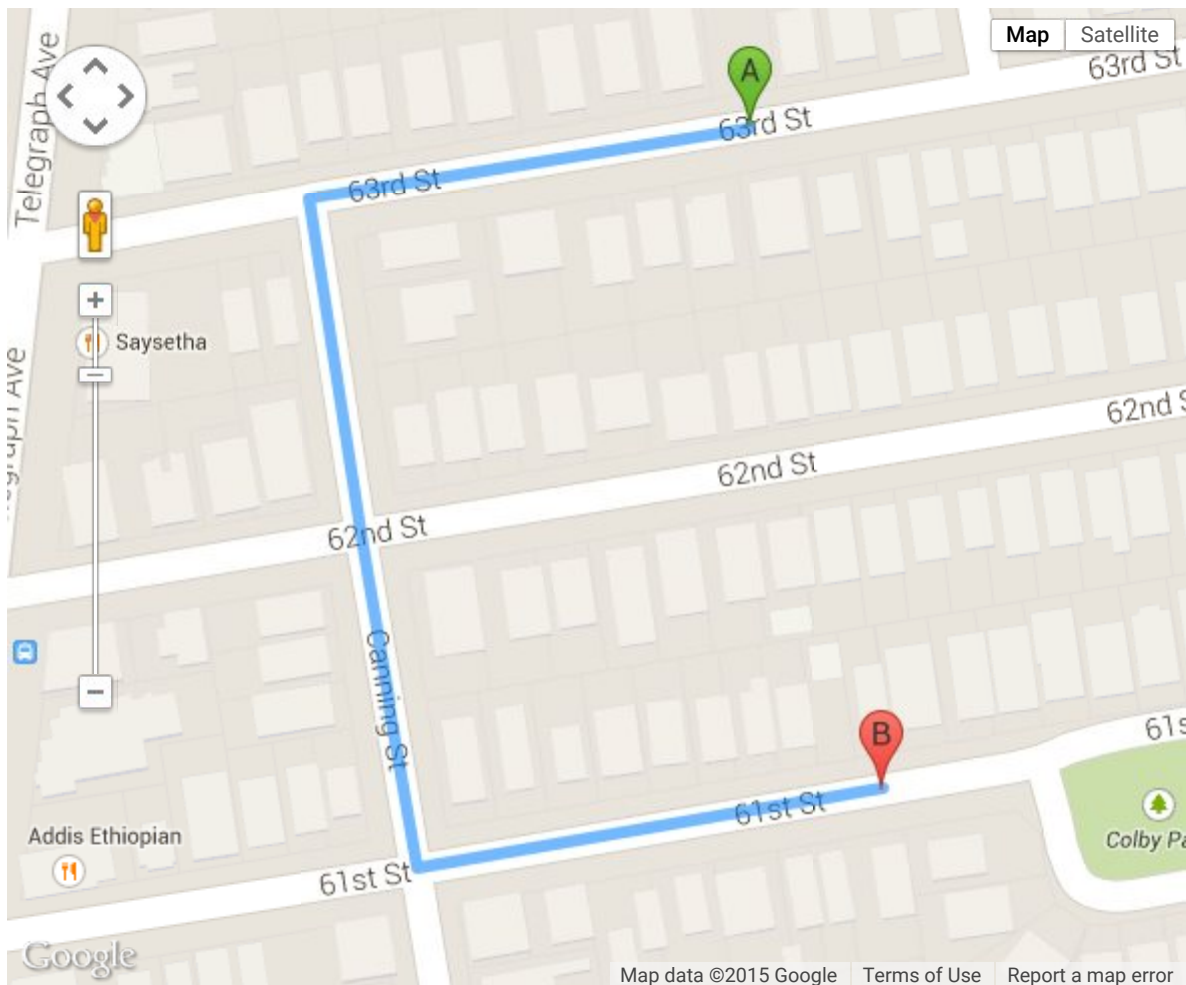 Map Satellite
63rd St
Telegraph Ave
A
63rd St
63rd St
Saysetha
62nd St
62nd St
62nd St
Canning St
61st
B
61st St
Addis Ethiopian
Colby
61st St
Google
Map data ©2015 Google Terms of Use Report a map error